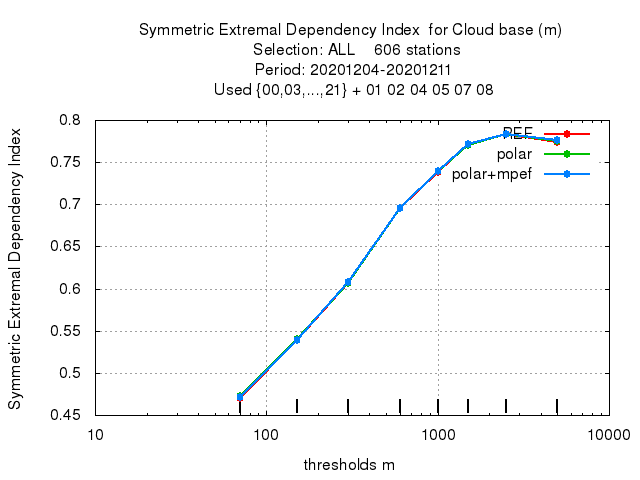 Symmetric Extremal Dependency Index  for Cloud base (m)
Selection: ALL    606 stations
Period: 20201204-20201211
Used {00,03,...,21} + 01 02 04 05 07 08
Symmetric Extremal Dependency Index
0.8
0.75
0.7
0.65
0.6
0.55
0.5
0.45
REF
polar
polar+mpef
10
100
1000
10000
thresholds m